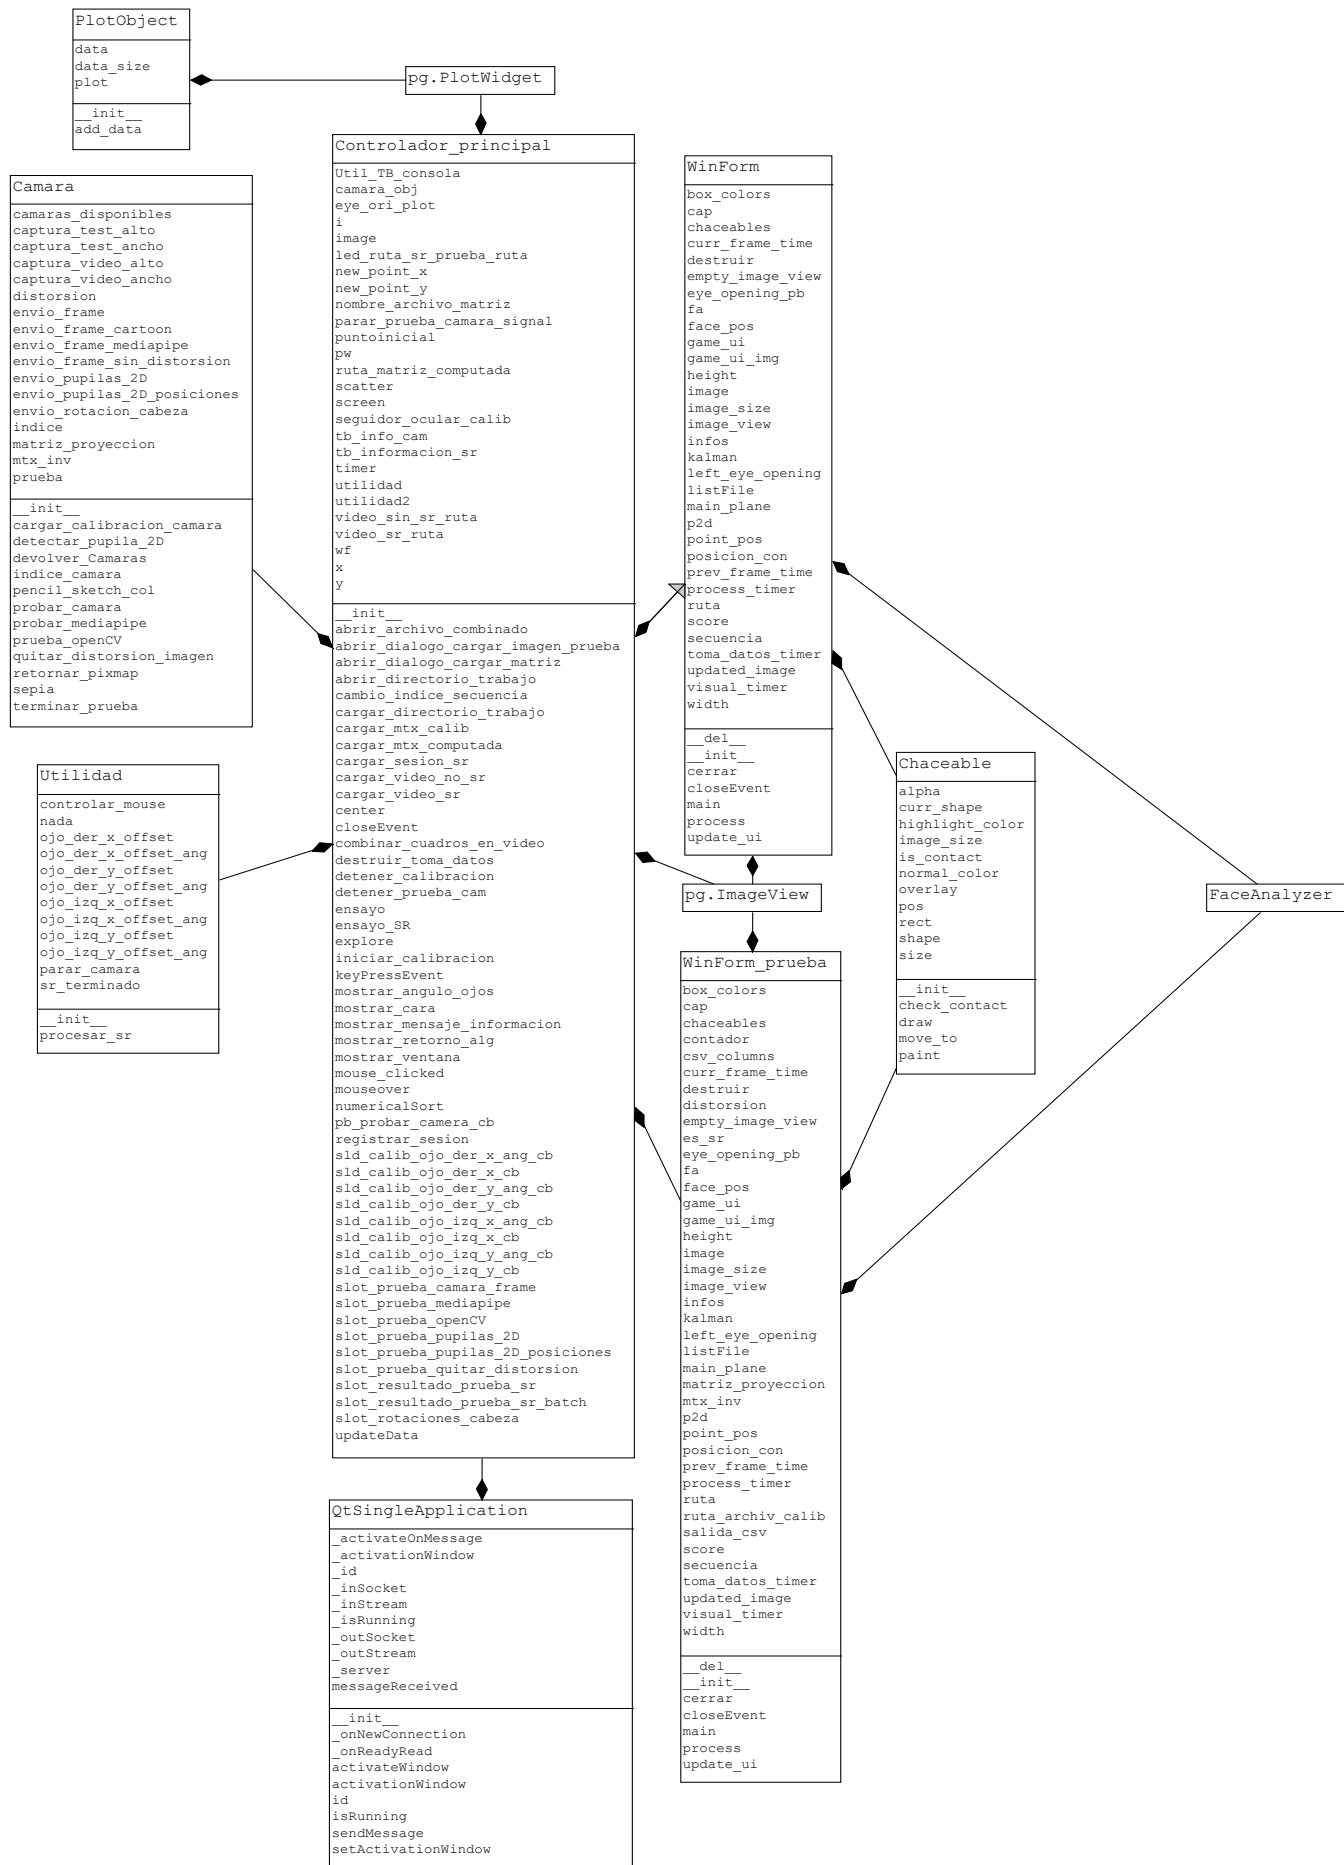 PlotObject
data
data_size
plot
__init__
add_data
pg.PlotWidget
Camara
camaras_disponibles
captura_test_alto
captura_test_ancho
captura_video_alto
captura_video_ancho
distorsion
envio_frame
envio_frame_cartoon
envio_frame_mediapipe
envio_frame_sin_distorsion
envio_pupilas_2D
envio_pupilas_2D_posiciones
envio_rotacion_cabeza
indice
matriz_proyeccion
mtx_inv
prueba
__init__
cargar_calibracion_camara
detectar_pupila_2D
devolver_Camaras
indice_camara
pencil_sketch_col
probar_camara
probar_mediapipe
prueba_openCV
quitar_distorsion_imagen
retornar_pixmap
sepia
terminar_prueba
Utilidad
controlar_mouse
nada
ojo_der_x_offset
ojo_der_x_offset_ang
ojo_der_y_offset
ojo_der_y_offset_ang
ojo_izq_x_offset
ojo_izq_x_offset_ang
ojo_izq_y_offset
ojo_izq_y_offset_ang
parar_camara
sr_terminado
__init__
procesar_sr
Controlador_principal
Util_TB_consola
camara_obj
eye_ori_plot
i
image
led_ruta_sr_prueba_ruta
new_point_x
new_point_y
nombre_archivo_matriz
parar_prueba_camara_signal
puntoinicial
pw
ruta_matriz_computada
scatter
screen
seguidor_ocular_calib
tb_info_cam
tb_informacion_sr
timer
utilidad
utilidad2
video_sin_sr_ruta
video_sr_ruta
wf
x
y
__init__
abrir_archivo_combinado
abrir_dialogo_cargar_imagen_prueba
abrir_dialogo_cargar_matriz
abrir_directorio_trabajo
cambio_indice_secuencia
cargar_directorio_trabajo
cargar_mtx_calib
cargar_mtx_computada
cargar_sesion_sr
cargar_video_no_sr
cargar_video_sr
center
closeEvent
combinar_cuadros_en_video
destruir_toma_datos
detener_calibracion
detener_prueba_cam
ensayo
ensayo_SR
explore
iniciar_calibracion
keyPressEvent
mostrar_angulo_ojos
mostrar_cara
mostrar_mensaje_informacion
mostrar_retorno_alg
mostrar_ventana
mouse_clicked
mouseover
numericalSort
pb_probar_camera_cb
registrar_sesion
sld_calib_ojo_der_x_ang_cb
sld_calib_ojo_der_x_cb
sld_calib_ojo_der_y_ang_cb
sld_calib_ojo_der_y_cb
sld_calib_ojo_izq_x_ang_cb
sld_calib_ojo_izq_x_cb
sld_calib_ojo_izq_y_ang_cb
sld_calib_ojo_izq_y_cb
slot_prueba_camara_frame
slot_prueba_mediapipe
slot_prueba_openCV
slot_prueba_pupilas_2D
slot_prueba_pupilas_2D_posiciones
slot_prueba_quitar_distorsion
slot_resultado_prueba_sr
slot_resultado_prueba_sr_batch
slot_rotaciones_cabeza
updateData
QtSingleApplication
_activateOnMessage
_activationWindow
_id
_inSocket
_inStream
_isRunning
_outSocket
_outStream
_server
messageReceived
__init__
_onNewConnection
_onReadyRead
activateWindow
activationWindow
id
isRunning
sendMessage
setActivationWindow
WinForm
box_colors
cap
chaceables
curr_frame_time
destruir
empty_image_view
eye_opening_pb
fa
face_pos
game_ui
game_ui_img
height
image
image_size
image_view
infos
kalman
left_eye_opening
listFile
main_plane
p2d
point_pos
posicion_con
prev_frame_time
process_timer
ruta
score
secuencia
toma_datos_timer
updated_image
visual_timer
width
__del__
__init__
cerrar
closeEvent
main
process
update_ui
pg.ImageView
WinForm_prueba
box_colors
cap
chaceables
contador
csv_columns
curr_frame_time
destruir
distorsion
empty_image_view
es_sr
eye_opening_pb
fa
face_pos
game_ui
game_ui_img
height
image
image_size
image_view
infos
kalman
left_eye_opening
listFile
main_plane
matriz_proyeccion
mtx_inv
p2d
point_pos
posicion_con
prev_frame_time
process_timer
ruta
ruta_archiv_calib
salida_csv
score
secuencia
toma_datos_timer
updated_image
visual_timer
width
__del__
__init__
cerrar
closeEvent
main
process
update_ui
Chaceable
alpha
curr_shape
highlight_color
image_size
is_contact
normal_color
overlay
pos
rect
shape
size
__init__
check_contact
draw
move_to
paint
FaceAnalyzer